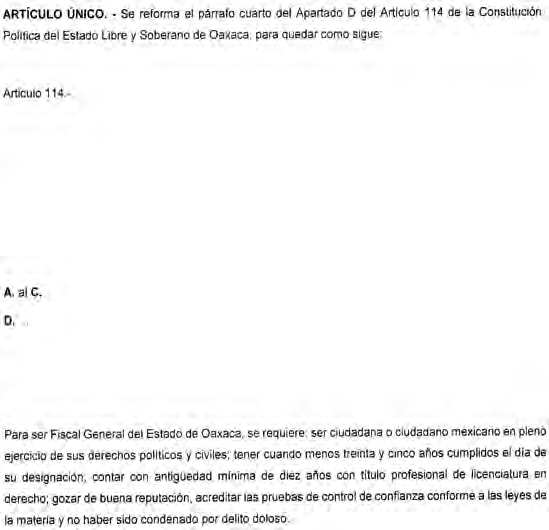 ARTÍCULO ÚNICO. - Se reforma el párrafo cuarto del Apartado D del Artículo 114 de la Constitución
Política del Estado Libre y Soberano de Oaxaca, para quedar como sigue:
Artículo 114.-
A. al C.
D. ...
Para ser Fiscal General del Estado de Oaxaca, se requiere: ser ciudadana o ciudadano mexicano en pleno
ejercicio de sus derechos políticos y civiles; tener cuando menos treinta y cinco años cumplidos el día de
su designación; contar con antigüedad mínima de diez años con título profesional de licenciatura en
derecho; gozar de buena reputación, acreditar las pruebas de control de confianza conforme a las leyes de
la materia y no haber sido condenado por delito doloso.